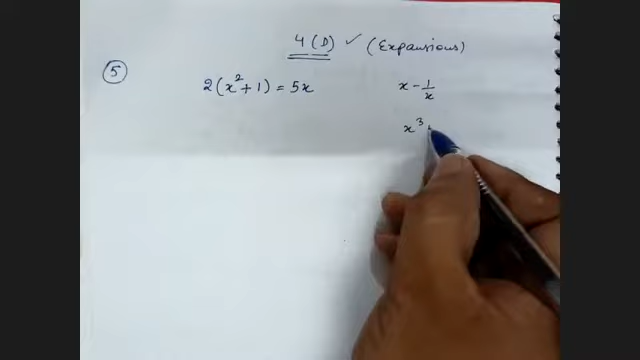 4 (D) ✓ (Expansions)
5
2(x² + 1) = 5x
x - 1/x
x³